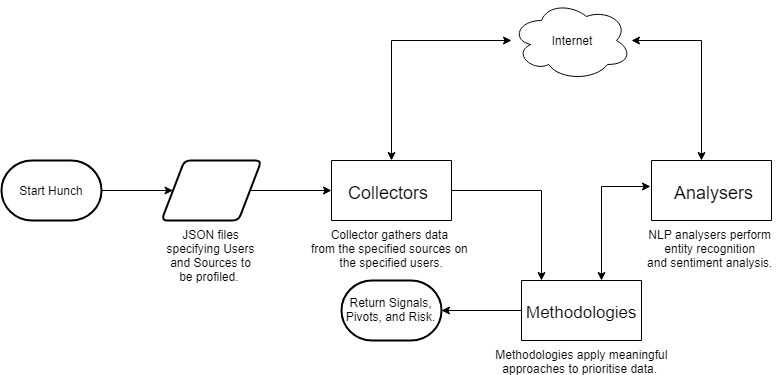 Internet
Start Hunch
Collectors
Analysers
JSON files
specifying Users
and Sources to
be profiled.
Collector gathers data
from the specified sources on
the specified users.
NLP analysers perform
entity recognition
and sentiment analysis.
Return Signals,
Pivots, and Risk.
Methodologies
Methodologies apply meaningful
approaches to prioritise data.